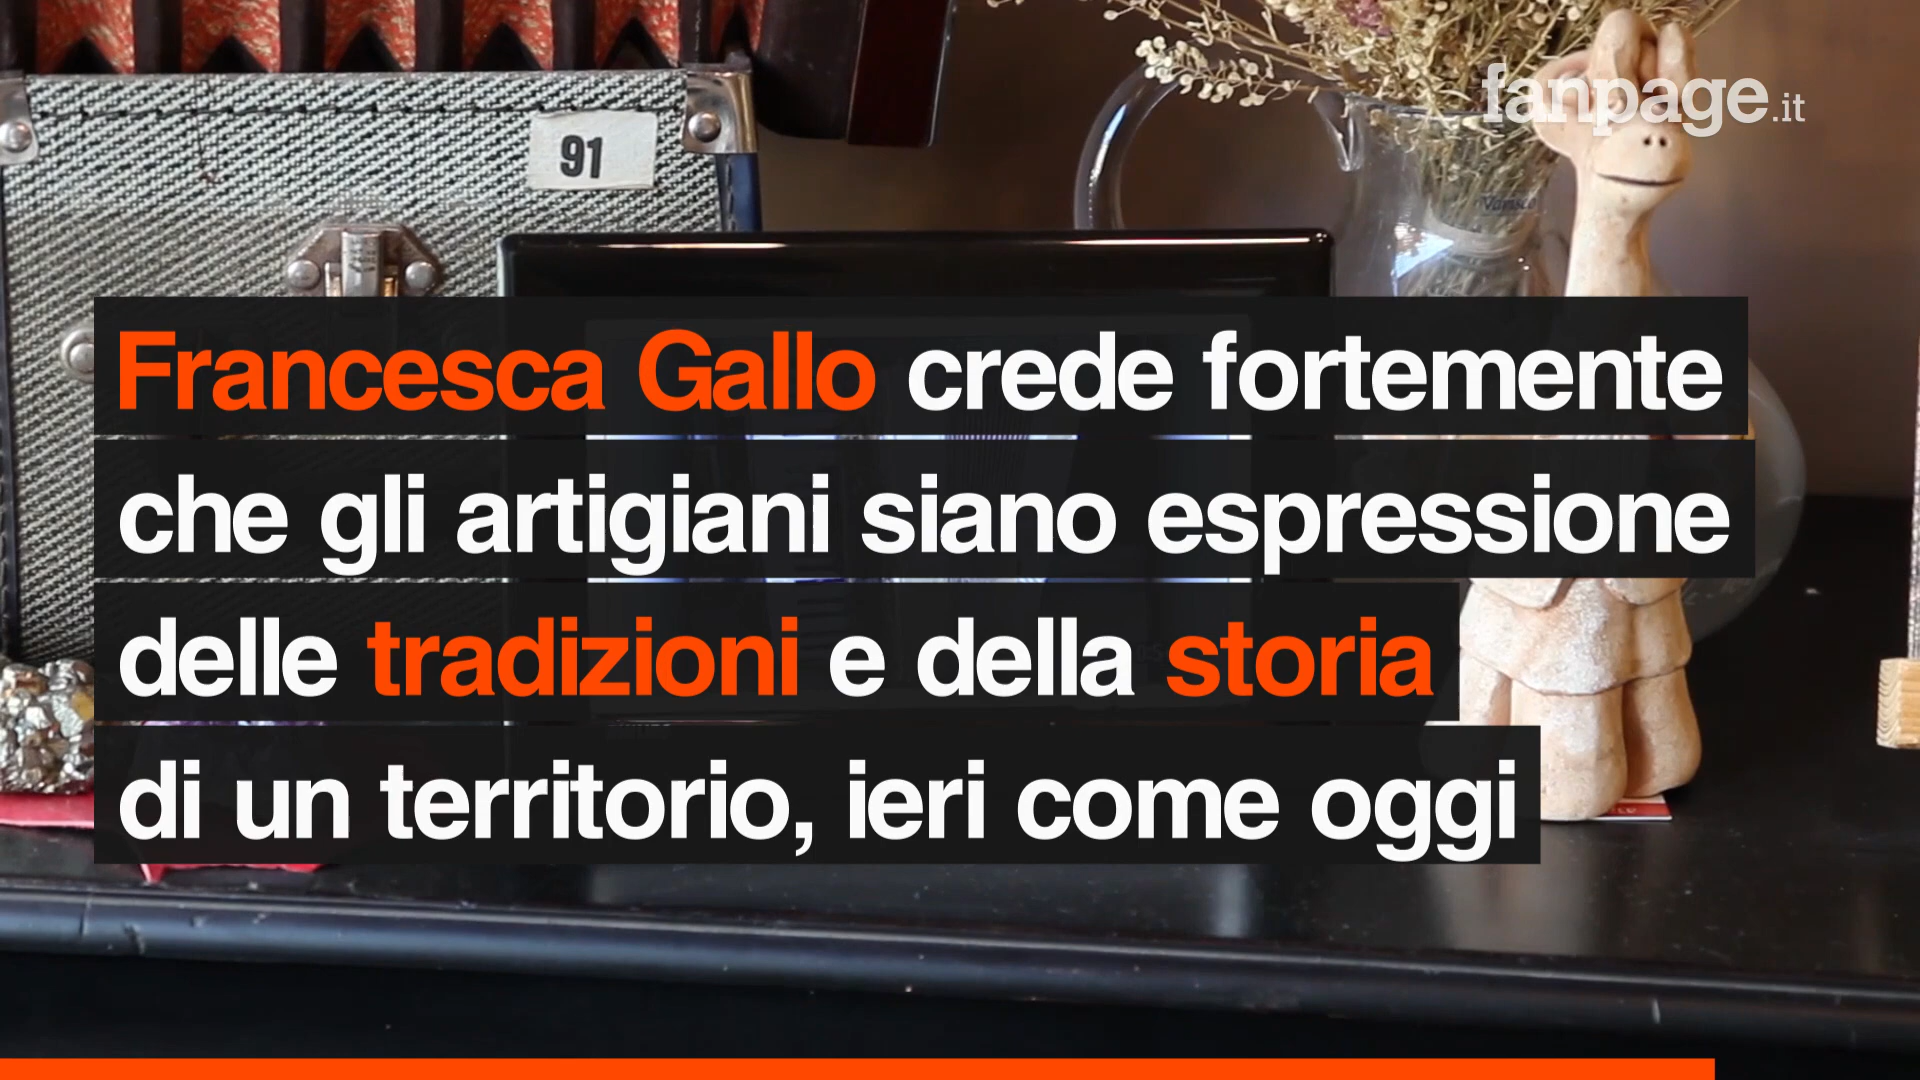 fanpage.it
91
Varisco
Francesca Gallo crede fortemente
che gli artigiani siano espressione
delle tradizioni e della storia
di un territorio, ieri come oggi